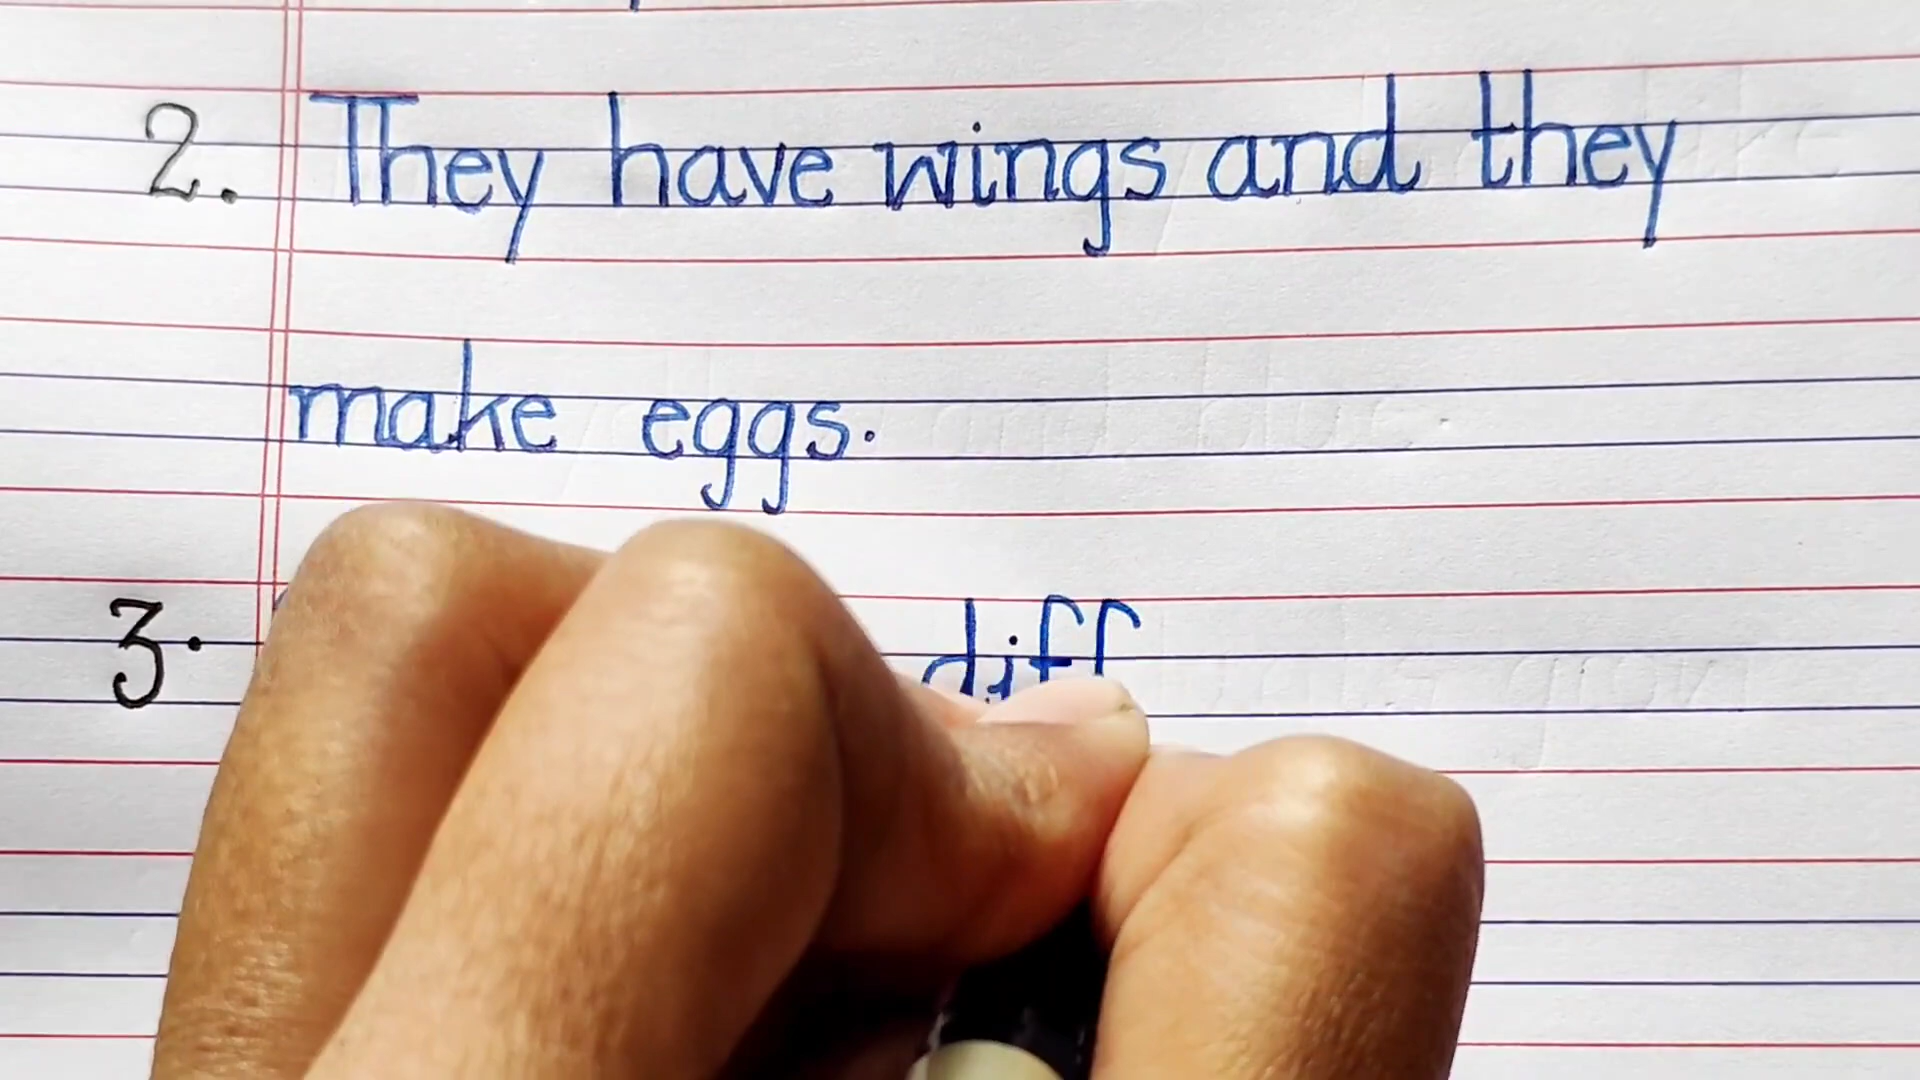 2. They have wings and they
make eggs.
3. diff